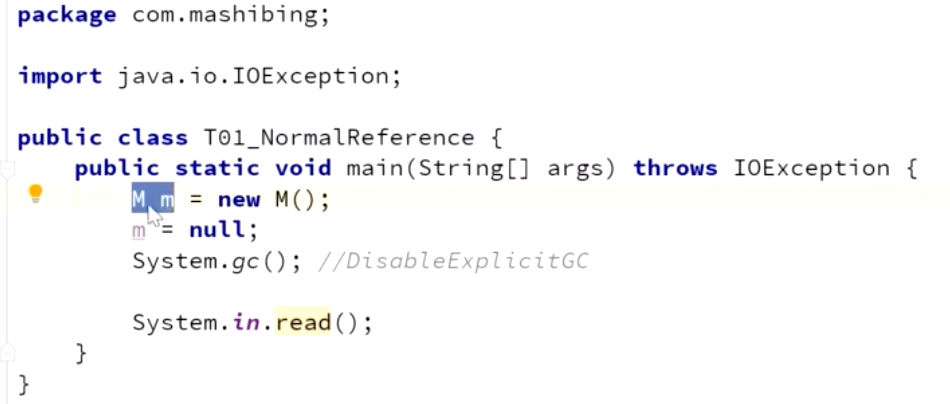 package com.mashibing;
import java.io.IOException;
public class T01_NormalReference {
public static void main(String[] args) throws IOException {
M m = new M();
m = null;
System.gc(); //DisableExplicitGC
System.in.read();
}
}